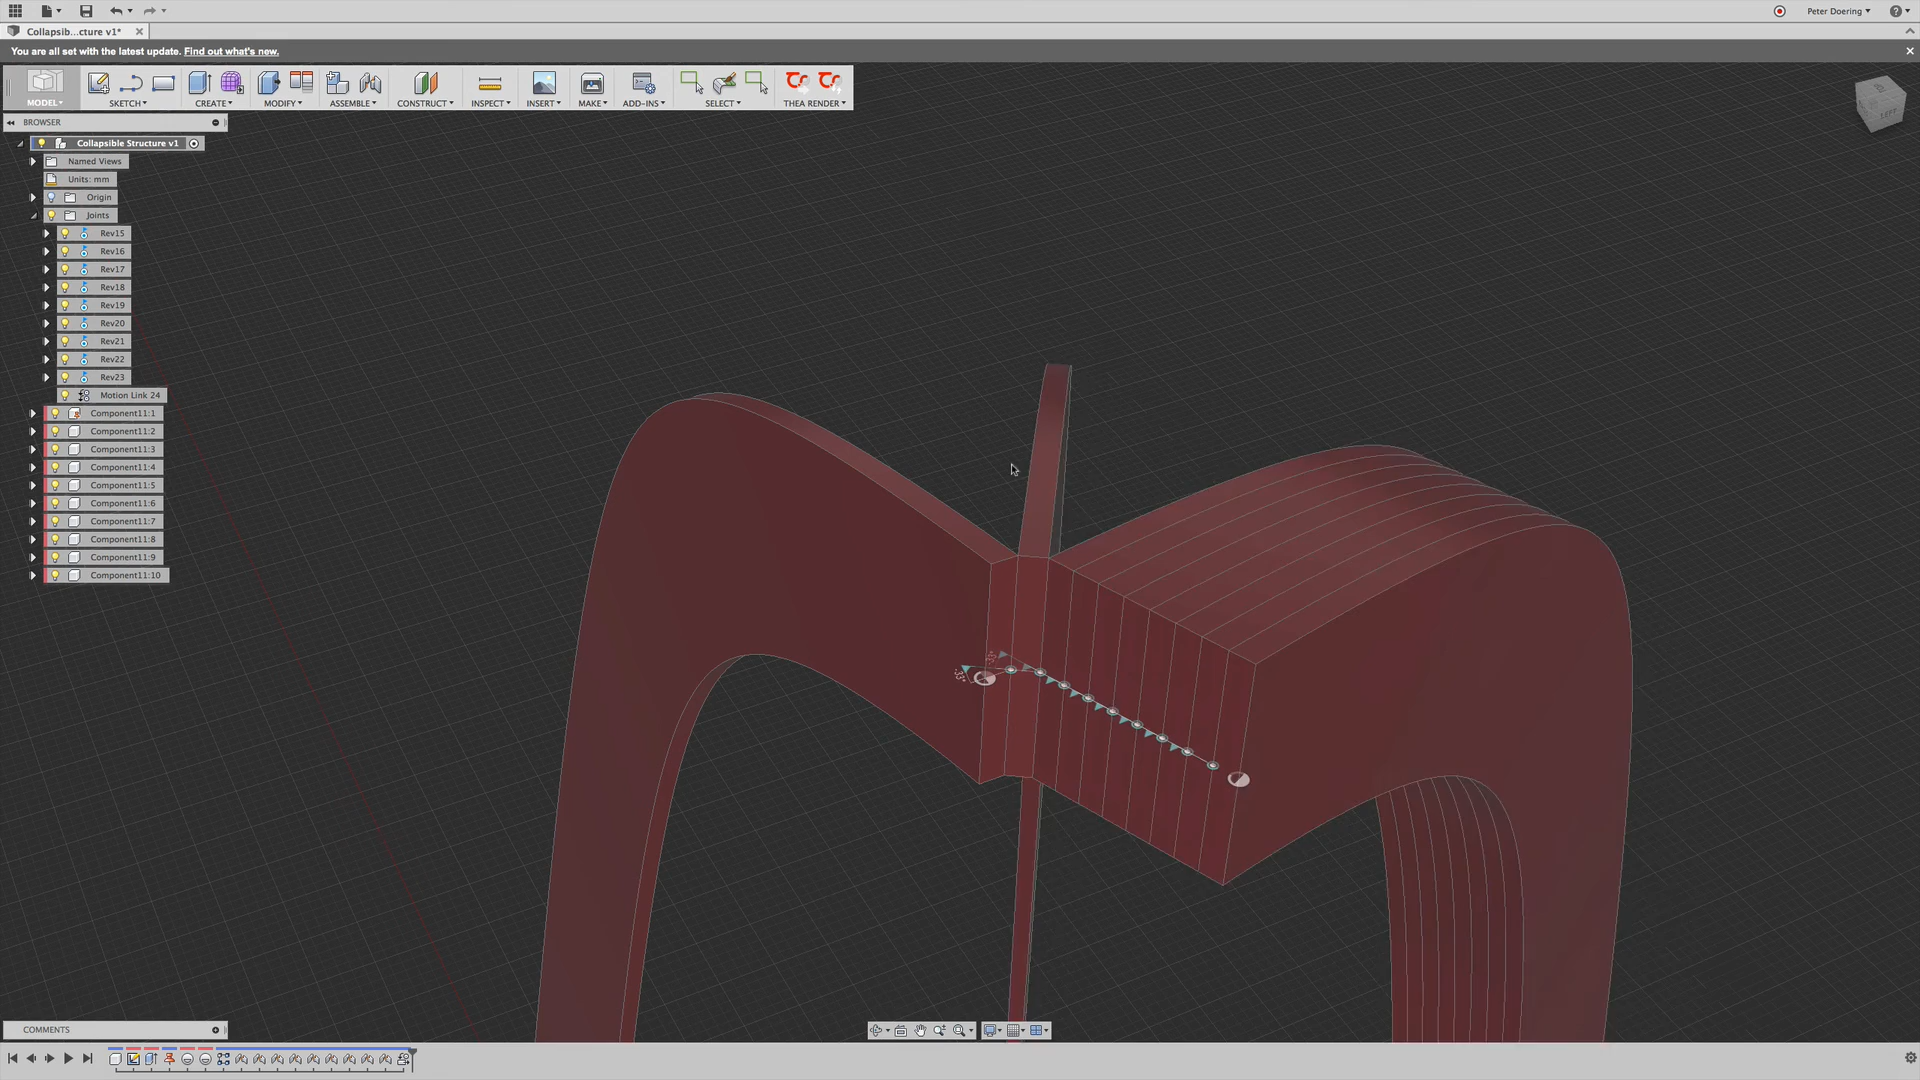 Peter Doering
Collapsib...cture v1*
You are all set with the latest update. Find out what's new.
MODEL
SKETCH
CREATE
MODIFY
ASSEMBLE
CONSTRUCT
INSPECT
INSERT
MAKE
ADD-INS
SELECT
THEA RENDER
BROWSER
LEFT
Collapsible Structure v1
Named Views
Units: mm
Origin
Joints
Rev15
Rev16
Rev17
Rev18
Rev19
Rev20
Rev21
Rev22
Rev23
Motion Link 24
Component11:1
Component11:2
Component11:3
Component11:4
Component11:5
Component11:6
Component11:7
Component11:8
Component11:9
Component11:10
COMMENTS